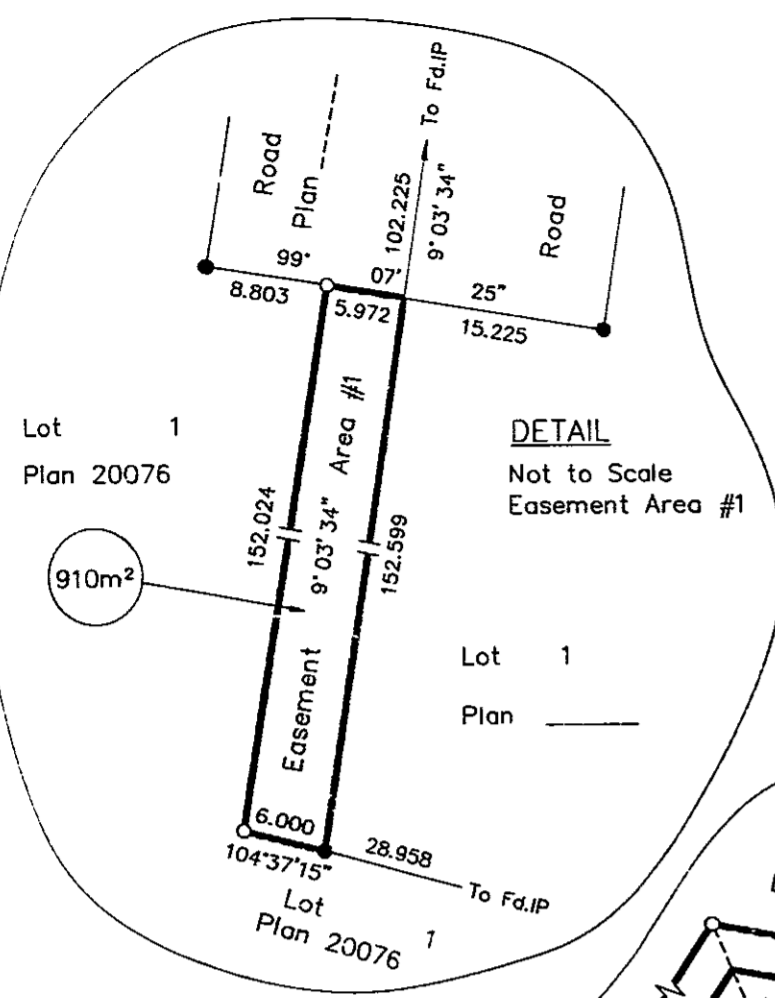 To Fd.IP
Road
Plan
102.225
9°03'34"
Road
99° 07' 25"
8.803
5.972
15.225
Lot 1
Plan 20076
DETAIL
Not to Scale
Easement Area #1
152.024
Easement 9°03'34" Area #1
152.599
910m²
Lot 1
Plan
6.000
104°37'15"
28.958
To Fd.IP
Lot 1
Plan 20076